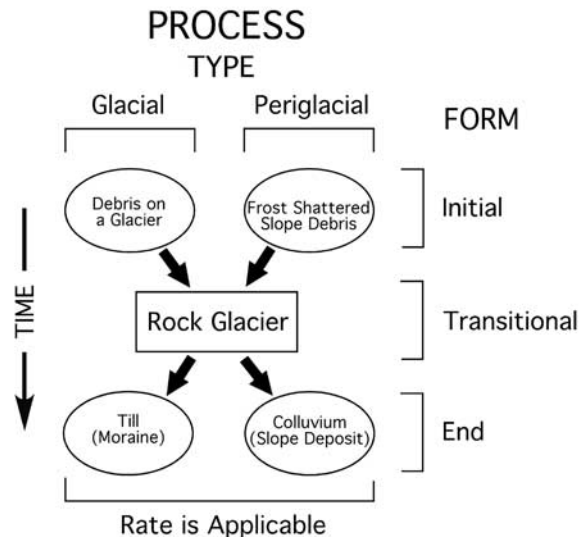 PROCESS
TYPE
Glacial
Periglacial
FORM
Debris on
a Glacier
Frost Shattered
Slope Debris
Initial
TIME
Rock Glacier
Transitional
Till
(Moraine)
Colluvium
(Slope Deposit)
End
Rate is Applicable